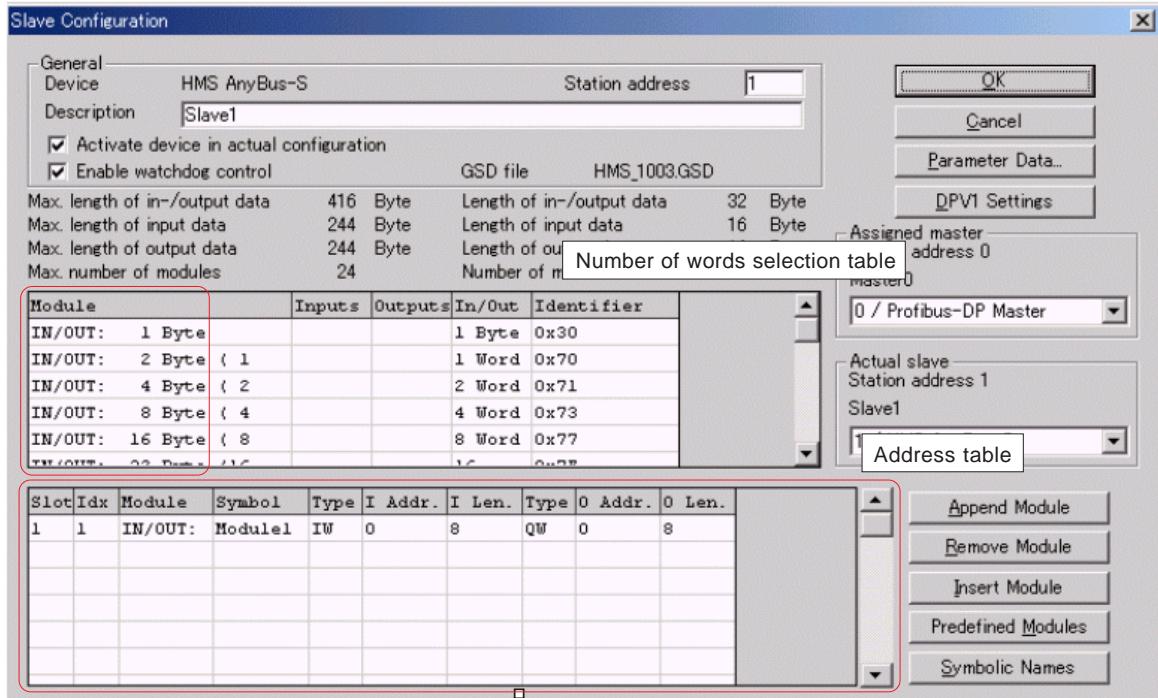 Slave Configuration
General
Device HMS AnyBus-S Station address 1
Description Slave1
Activate device in actual configuration
Enable watchdog control GSD file HMS_1003.GSD
Max. length of in-/output data 416 Byte Length of in-/output data 32 Byte
Max. length of input data 244 Byte Length of input data 16 Byte
Max. length of output data 244 Byte Length of ou
Max. number of modules 24 Number of m
Number of words selection table
OK
Cancel
Parameter Data...
DPV1 Settings
Assigned master
address 0
Master0
0 / Profibus-DP Master
Actual slave
Station address 1
Slave1
Address table
Module Inputs Outputs In/Out Identifier
IN/OUT: 1 Byte 1 Byte 0x30
IN/OUT: 2 Byte ( 1 1 Word 0x70
IN/OUT: 4 Byte ( 2 2 Word 0x71
IN/OUT: 8 Byte ( 4 4 Word 0x73
IN/OUT: 16 Byte ( 8 8 Word 0x77
Slot Idx Module Symbol Type I Addr. I Len. Type O Addr. O Len.
1 1 IN/OUT: Module1 IW 0 8 QW 0 8
Append Module
Remove Module
Insert Module
Predefined Modules
Symbolic Names